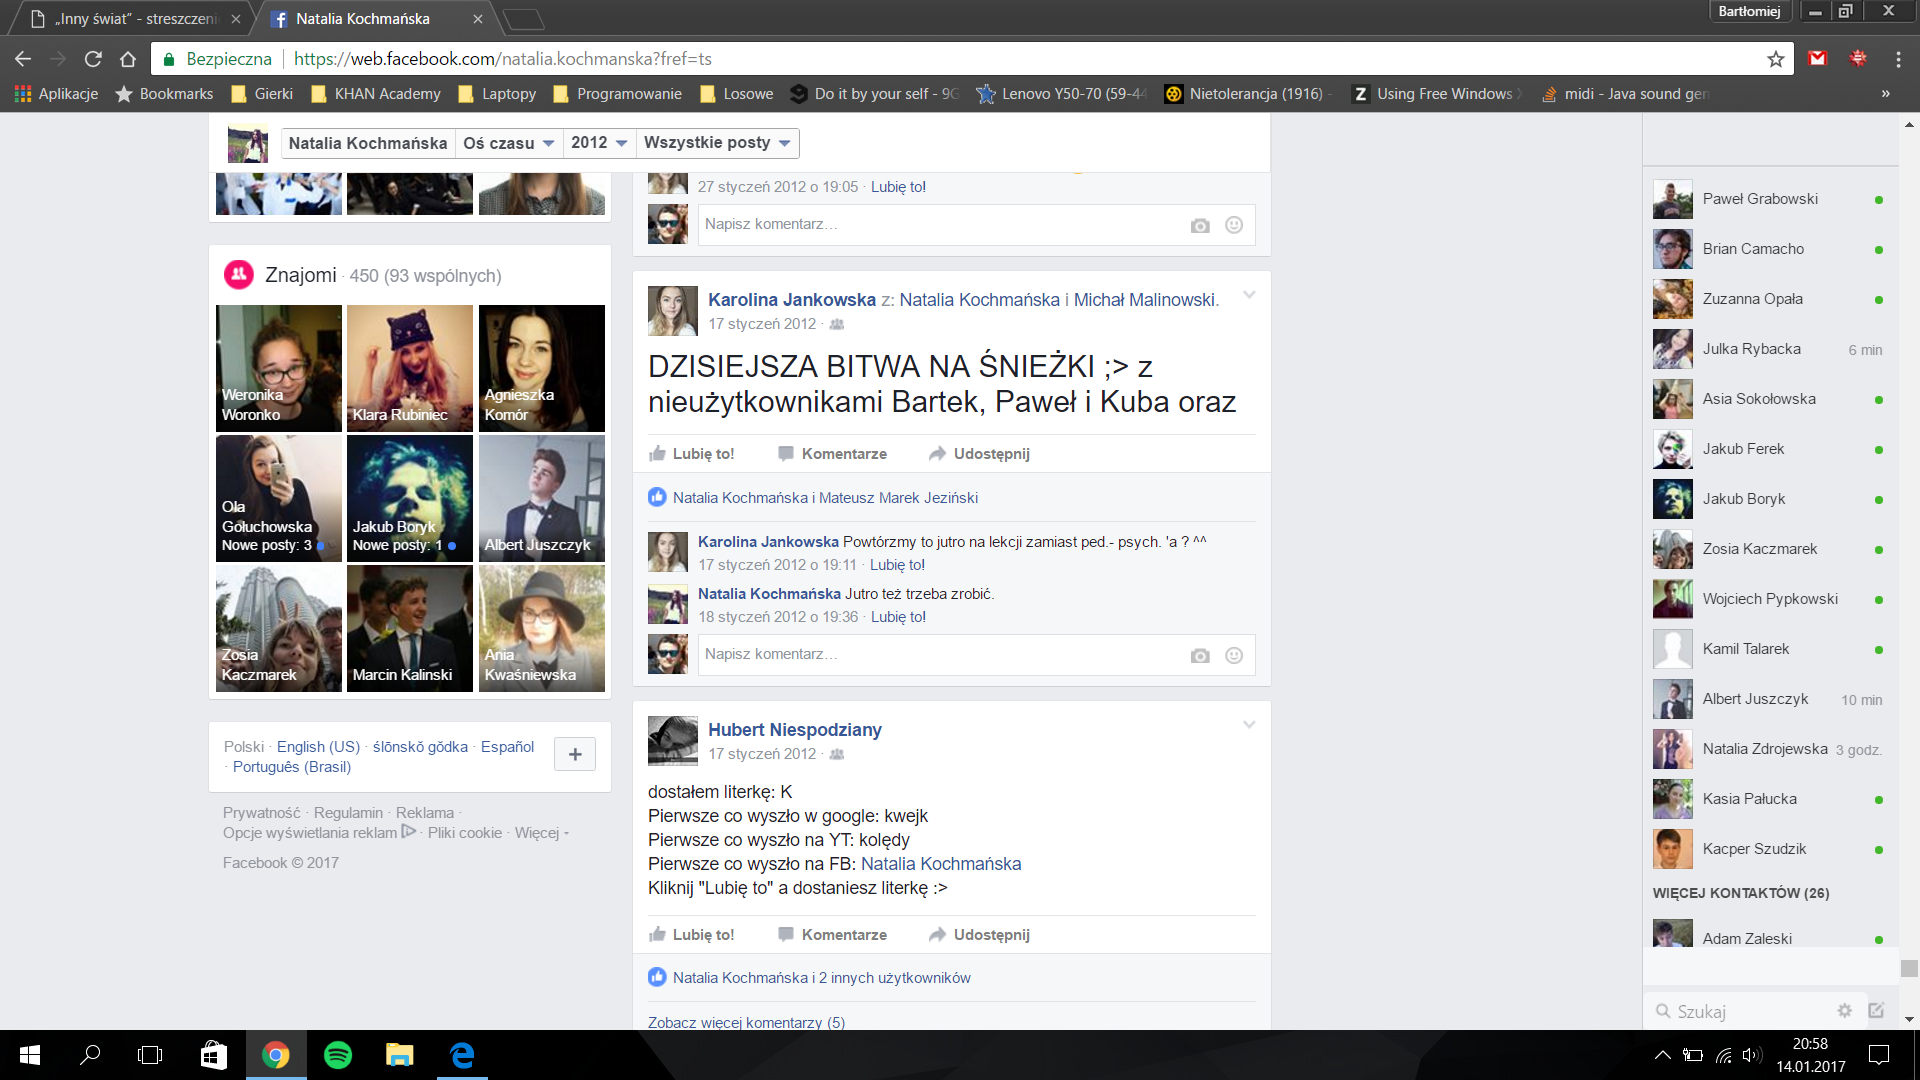 „Inny świat" - streszczeni
Natalia Kochmańska
Bartłomiej
Bezpieczna
https://web.facebook.com/natalia.kochmanska?fref=ts
Aplikacje
Bookmarks
Gierki
KHAN Academy
Laptopy
Programowanie
Losowe
Do it by your self - 9G
Lenovo Y50-70 (59-44
Nietolerancja (1916) -
Using Free Windows
midi - Java sound gen
»
Natalia Kochmańska
Oś czasu
2012
Wszystkie posty
Znajomi · 450 (93 wspólnych)
Weronika
Woronko
Klara Rubiniec
Agnieszka
Komór
Ola
Gołuchowska
Nowe posty: 3
Jakub Boryk
Nowe posty: 1
Albert Juszczyk
Zosia
Kaczmarek
Marcin Kalinski
Ania
Kwaśniewska
Polski · English (US) · ślōnskŏ gŏdka · Español
· Português (Brasil)
Prywatność · Regulamin · Reklama ·
Opcje wyświetlania reklam · Pliki cookie · Więcej
Facebook © 2017
27 styczeń 2012 o 19:05 · Lubię to!
Napisz komentarz…
Karolina Jankowska z: Natalia Kochmańska i Michał Malinowski.
17 styczeń 2012 ·
DZISIEJSZA BITWA NA ŚNIEŻKI ;> z
nieużytkownikami Bartek, Paweł i Kuba oraz
Lubię to!
Komentarze
Udostępnij
Natalia Kochmańska i Mateusz Marek Jeziński
Karolina Jankowska Powtórzmy to jutro na lekcji zamiast ped.- psych. 'a ? ^^
17 styczeń 2012 o 19:11 · Lubię to!
Natalia Kochmańska Jutro też trzeba zrobić.
18 styczeń 2012 o 19:36 · Lubię to!
Napisz komentarz…
Hubert Niespodziany
17 styczeń 2012 ·
dostałem literkę: K
Pierwsze co wyszło w google: kwejk
Pierwsze co wyszło na YT: kolędy
Pierwsze co wyszło na FB: Natalia Kochmańska
Kliknij "Lubię to" a dostaniesz literkę :>
Lubię to!
Komentarze
Udostępnij
Natalia Kochmańska i 2 innych użytkowników
Zobacz więcej komentarzy (5)
Paweł Grabowski
Brian Camacho
Zuzanna Opała
Julka Rybacka 6 min
Asia Sokołowska
Jakub Ferek
Jakub Boryk
Zosia Kaczmarek
Wojciech Pypkowski
Kamil Talarek
Albert Juszczyk 10 min
Natalia Zdrojewska 3 godz.
Kasia Pałucka
Kacper Szudzik
WIĘCEJ KONTAKTÓW (26)
Adam Zaleski
Szukaj
20:58
14.01.2017